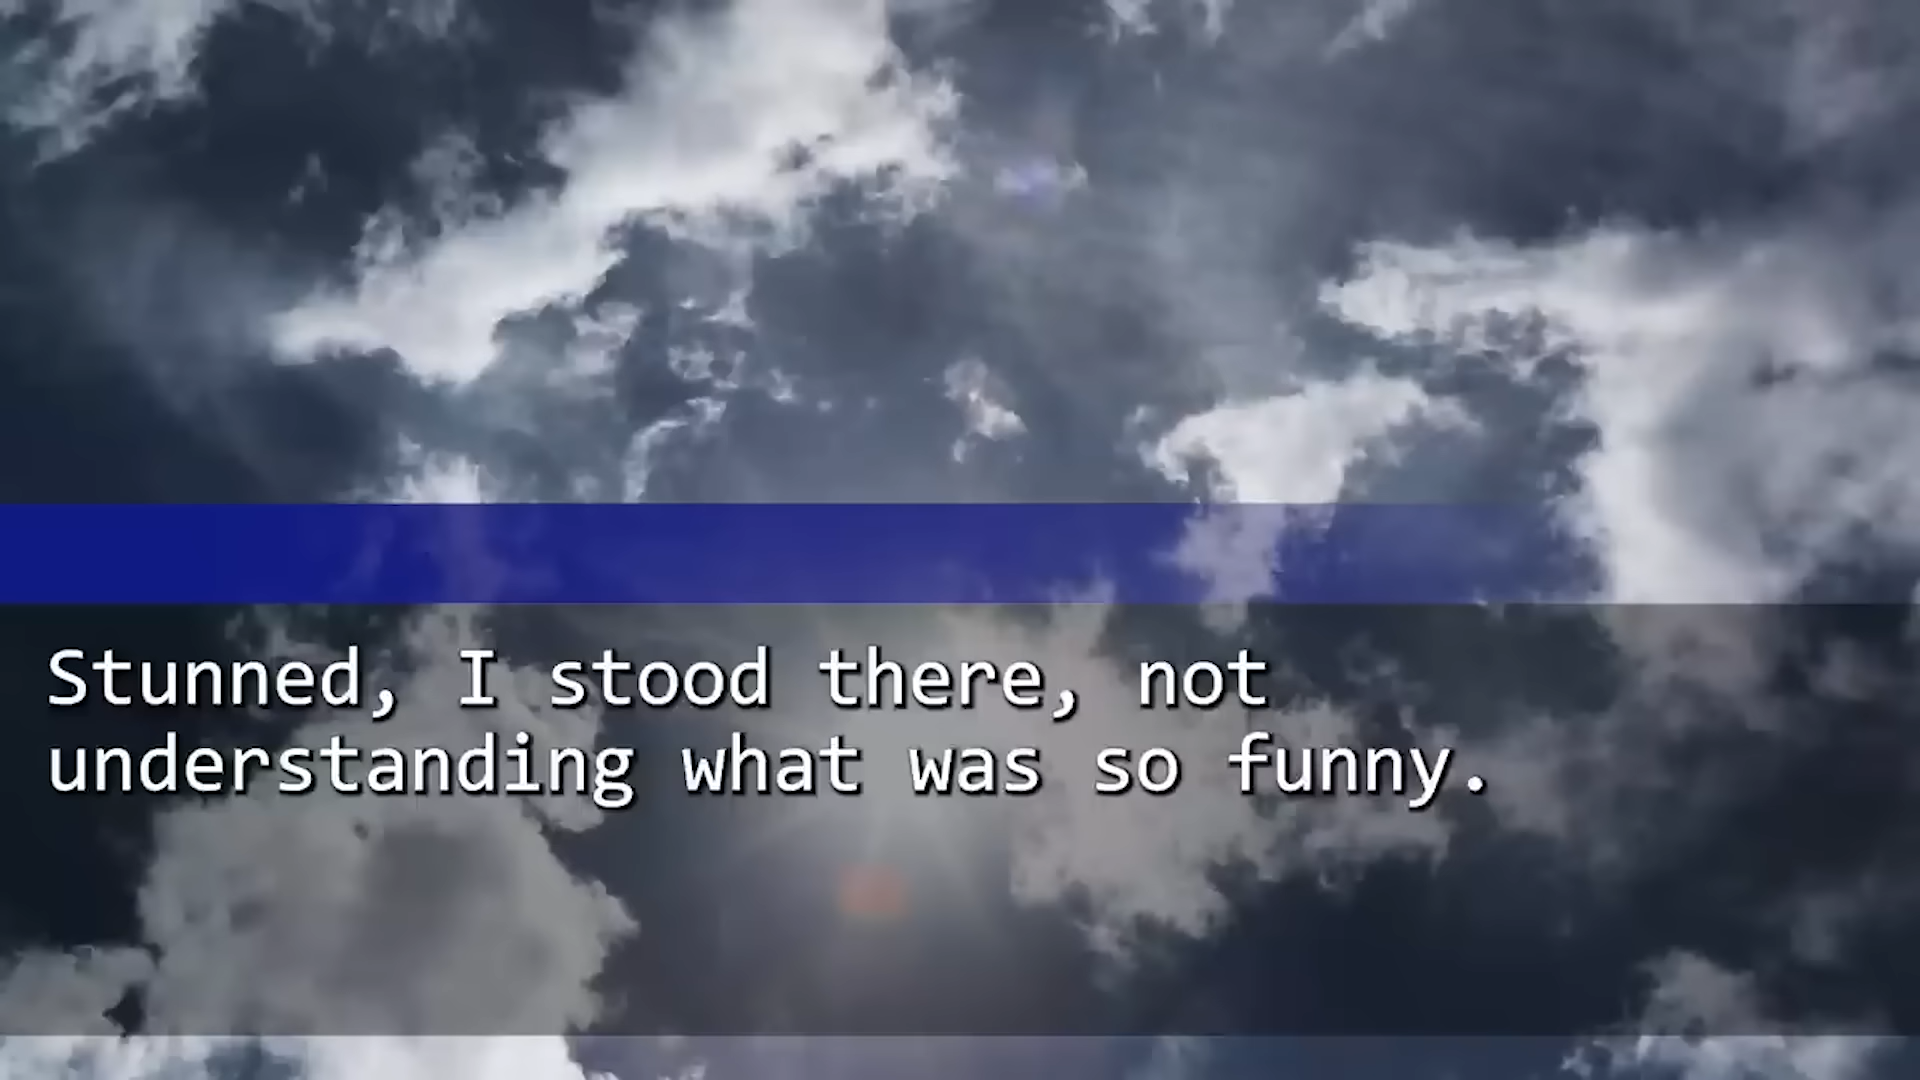 Stunned, I stood there, not
understanding what was so funny.